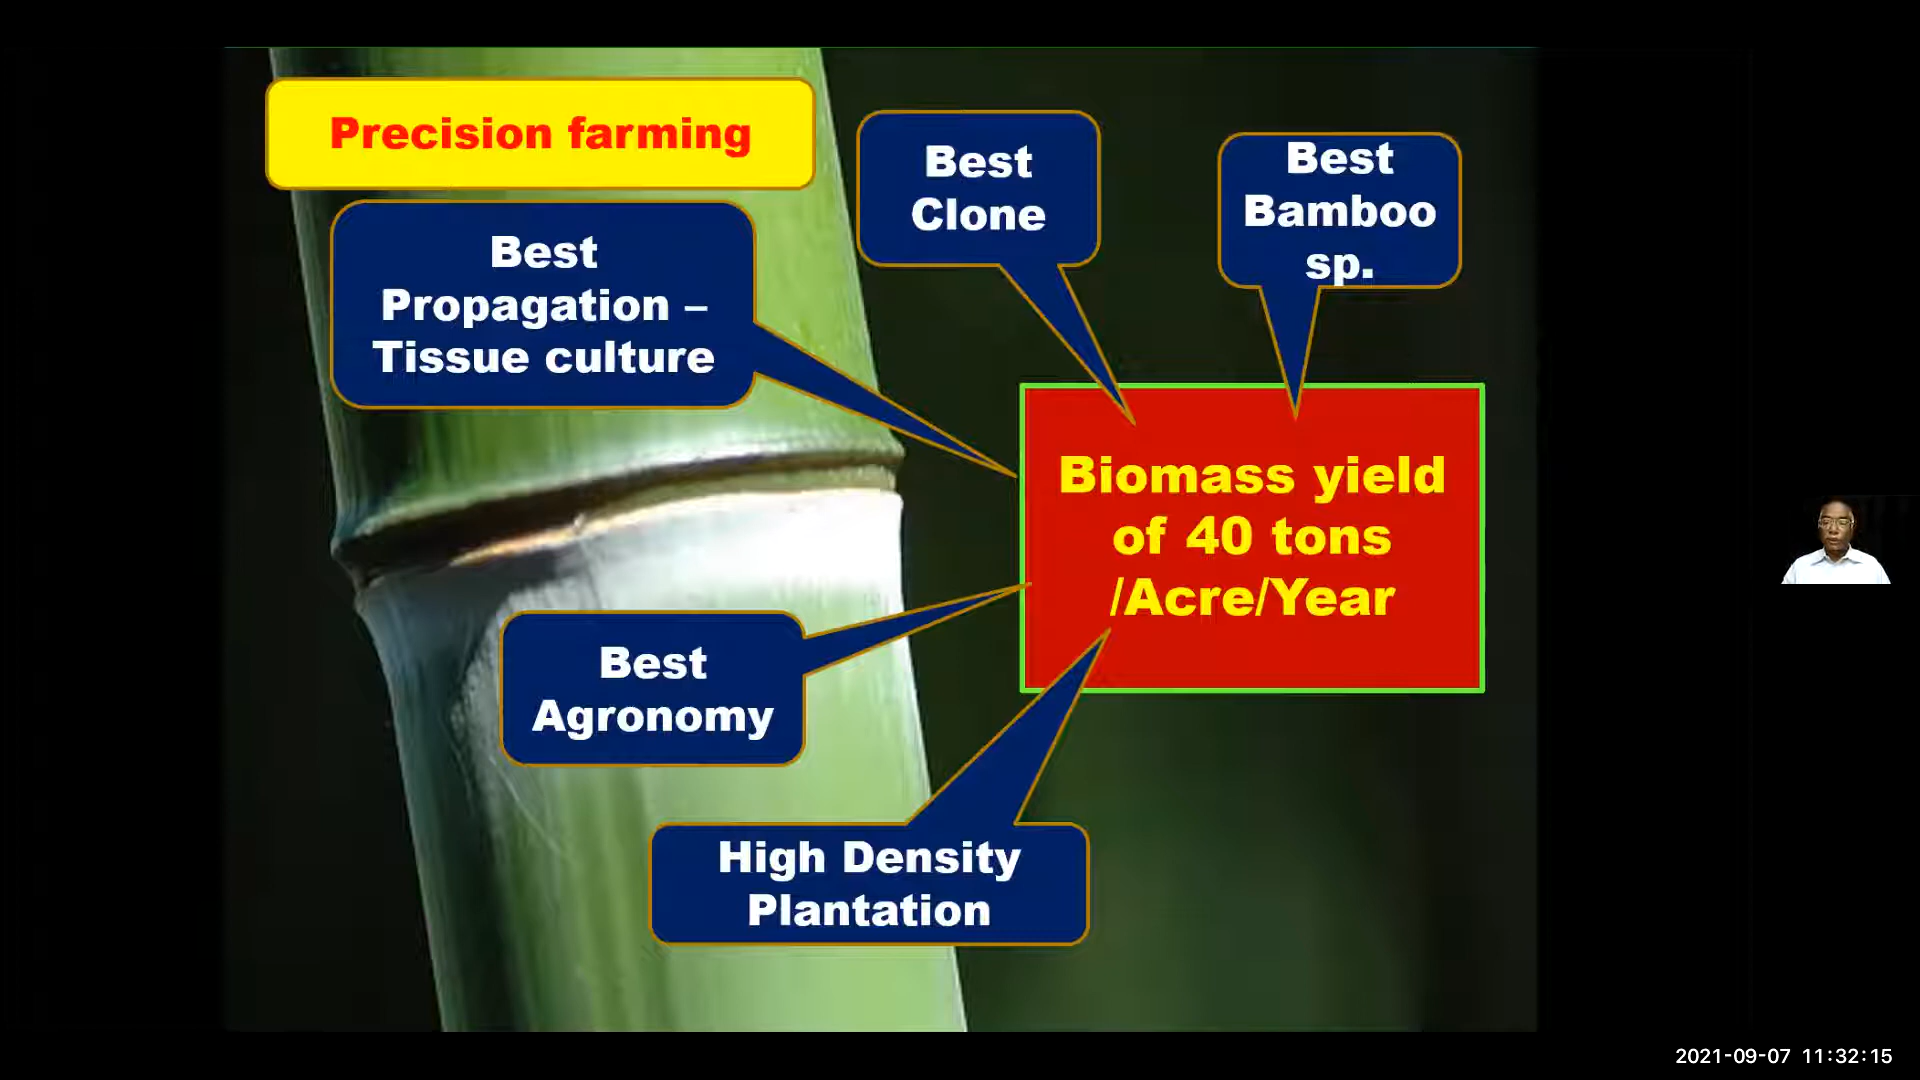 Precision farming
Best
Clone
Best
Bamboo
sp.
Best
Propagation –
Tissue culture
Biomass yield
of 40 tons
/Acre/Year
Best
Agronomy
High Density
Plantation
2021-09-07 11:32:15